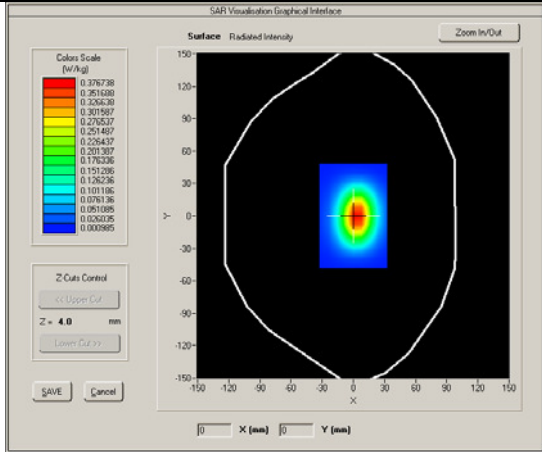 SAR Visualisation Graphical Interface
Surface Radiated Intensity
Zoom In/Out
Colors Scale
(W/kg)
0.376738
0.351688
0.326638
0.301587
0.276537
0.251487
0.226437
0.201387
0.176336
0.151286
0.126236
0.101186
0.076136
0.051085
0.026035
0.000985
150
120
90
60
30
0
-30
-60
-90
-120
-150
Y
-150 -120 -90 -60 -30 0 30 60 90 120 150
X
Z-Cuts Control
<< Upper Cut
Z = 4.0 mm
Lower Cut >>
SAVE Cancel
0 X (mm) 0 Y (mm)